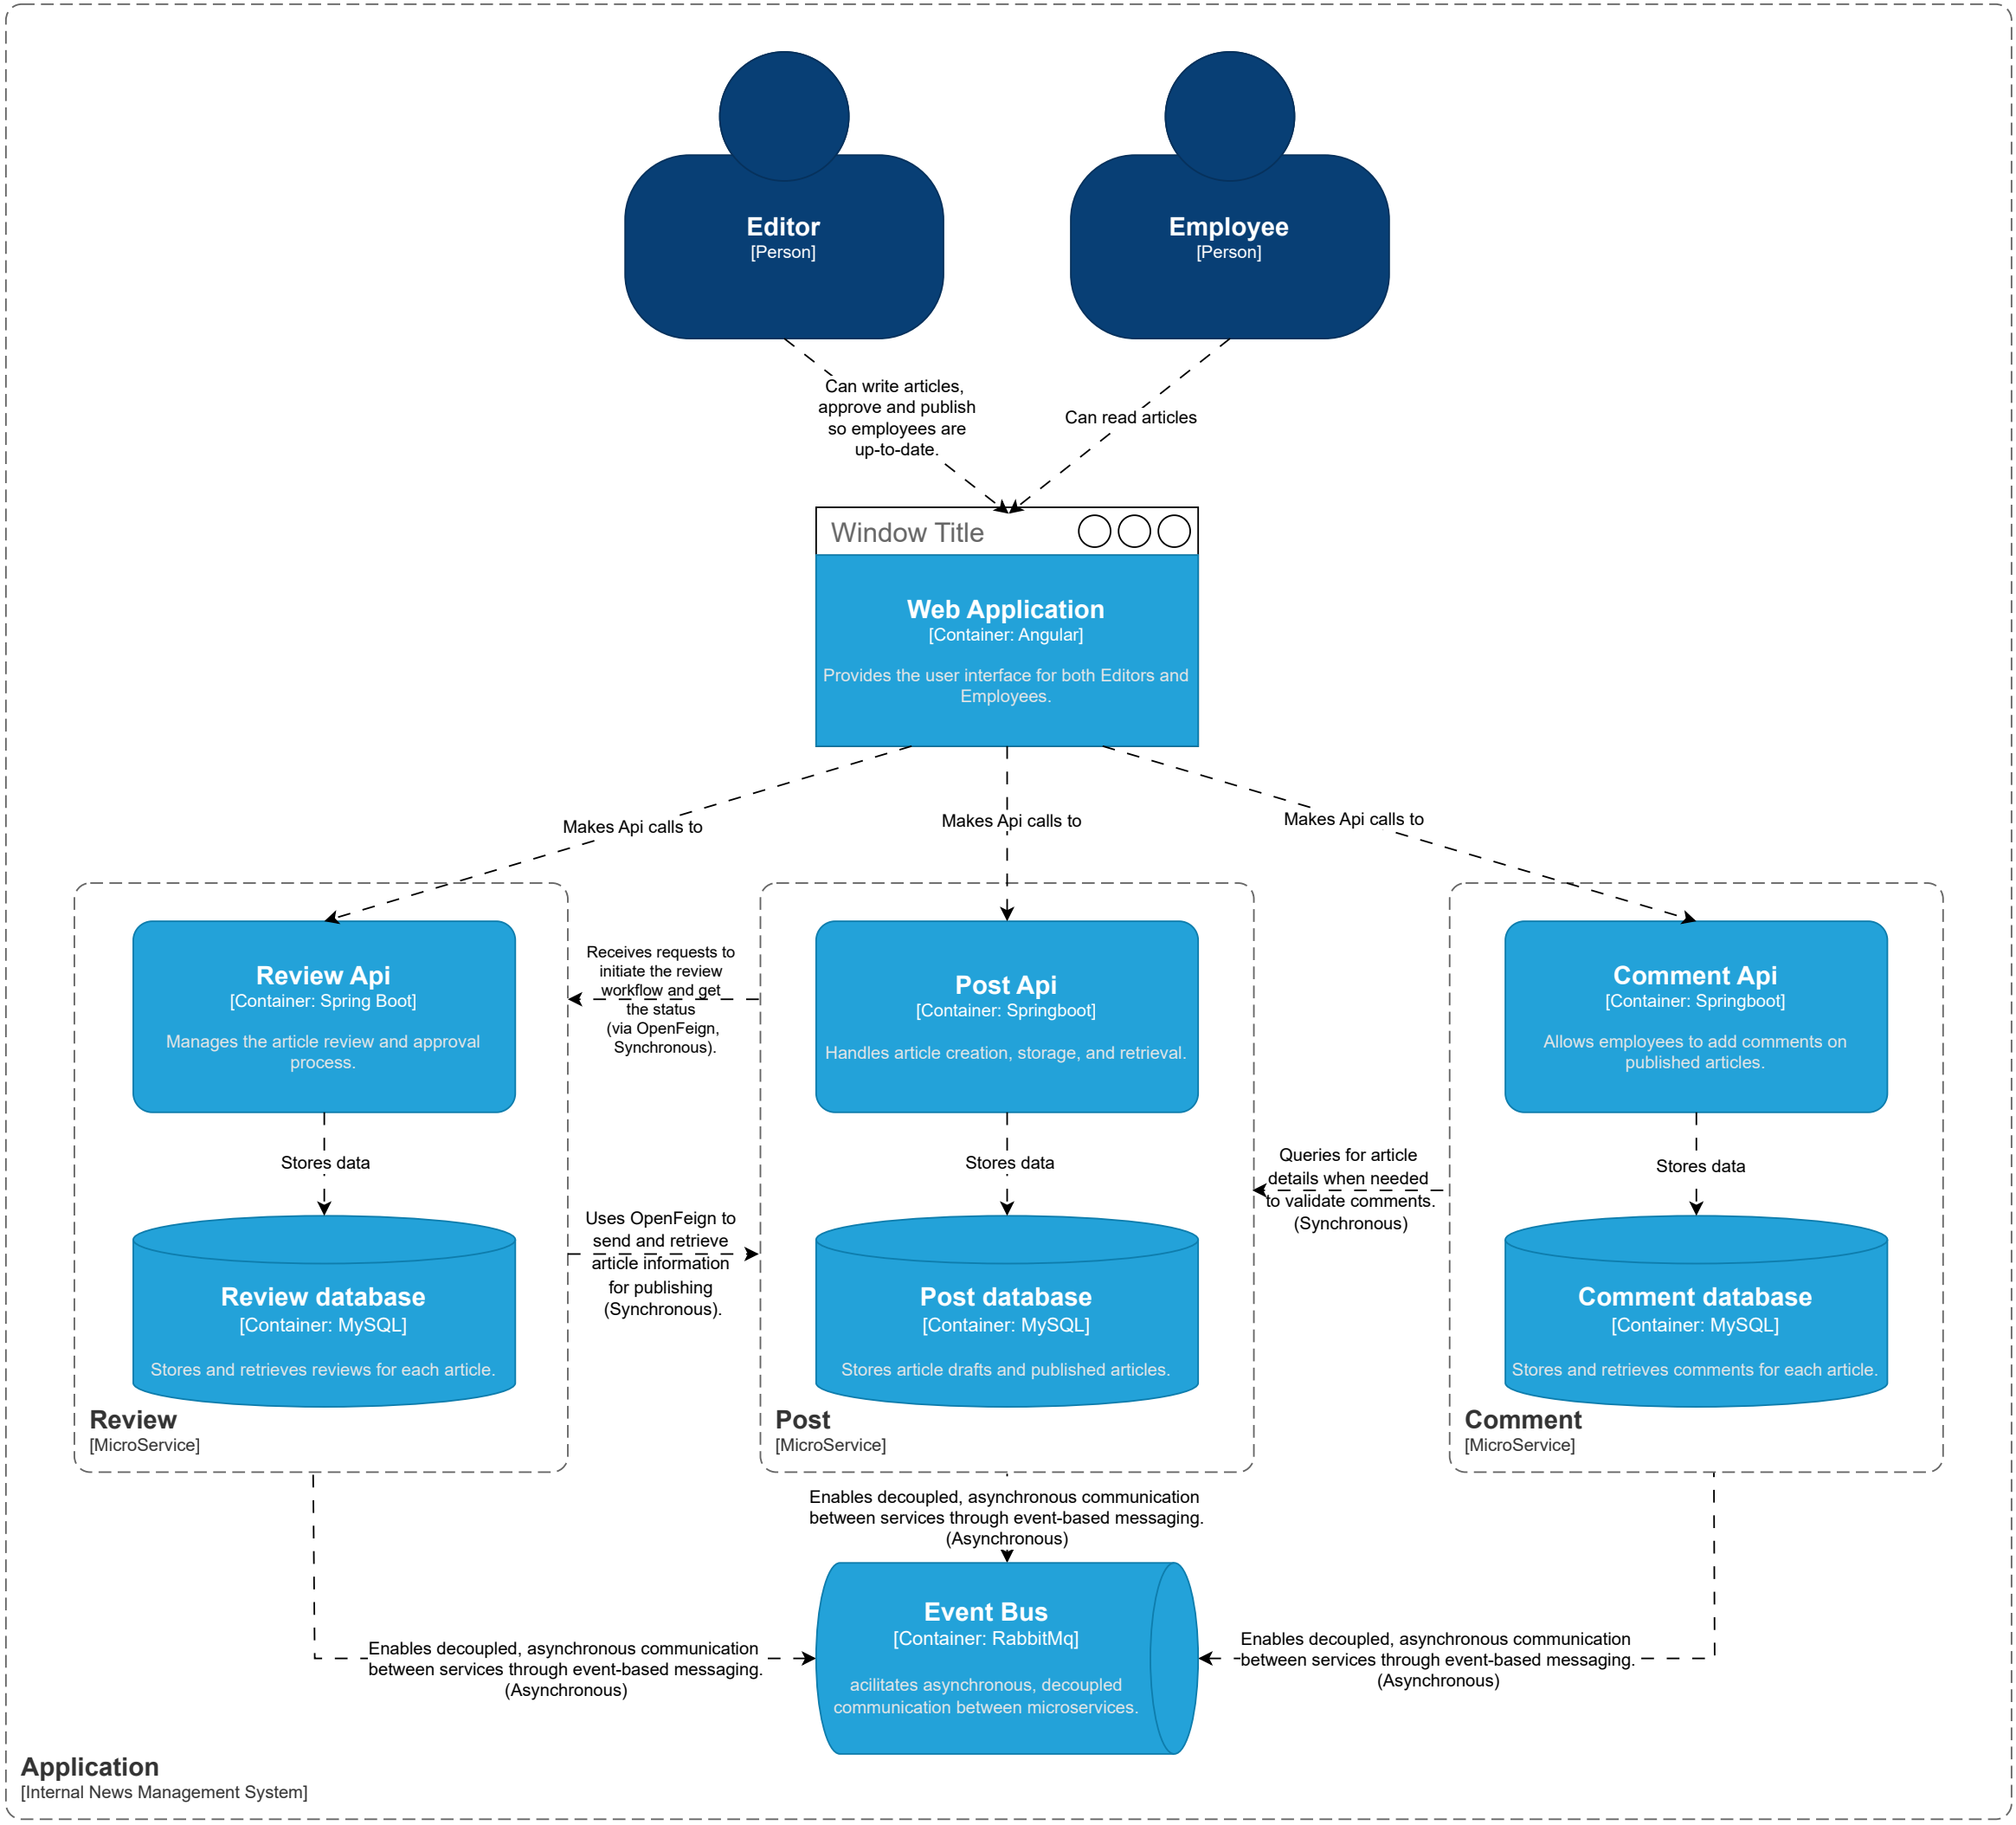 Editor
[Person]
Employee
[Person]
Can write articles,
approve and publish
so employees are
up-to-date.
Can read articles
Window Title
Web Application
[Container: Angular]
Provides the user interface for both Editors and
Employees.
Makes Api calls to
Makes Api calls to
Makes Api calls to
Review Api
[Container: Spring Boot]
Manages the article review and approval
process.
Receives requests to
initiate the review
workflow and get
the status
(via OpenFeign,
Synchronous).
Post Api
[Container: Springboot]
Handles article creation, storage, and retrieval.
Comment Api
[Container: Springboot]
Allows employees to add comments on
published articles.
Stores data
Stores data
Queries for article
details when needed
to validate comments.
(Synchronous)
Stores data
Uses OpenFeign to
send and retrieve
article information
for publishing
(Synchronous).
Review database
[Container: MySQL]
Stores and retrieves reviews for each article.
Post database
[Container: MySQL]
Stores article drafts and published articles.
Comment database
[Container: MySQL]
Stores and retrieves comments for each article.
Review
[MicroService]
Post
[MicroService]
Comment
[MicroService]
Enables decoupled, asynchronous communication
between services through event-based messaging.
(Asynchronous)
Enables decoupled, asynchronous communication
between services through event-based messaging.
(Asynchronous)
Event Bus
[Container: RabbitMq]
acilitates asynchronous, decoupled
communication between microservices.
Enables decoupled, asynchronous communication
between services through event-based messaging.
(Asynchronous)
Application
[Internal News Management System]